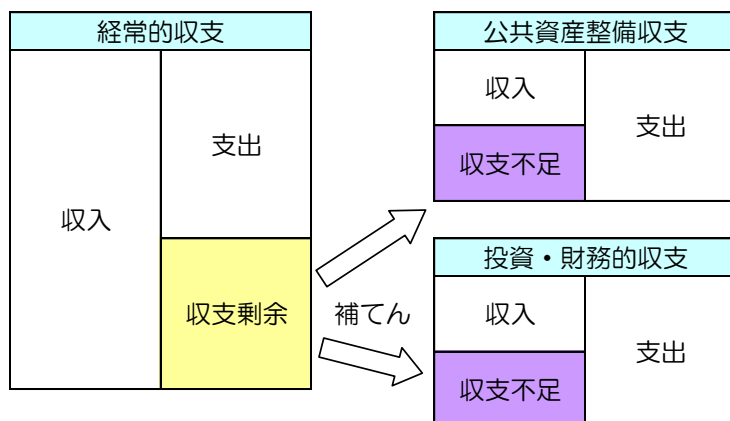 経常的収支
収入
支出
収支剰余
補てん
公共資産整備収支
収入
支出
収支不足
投資・財務的収支
収入
支出
収支不足